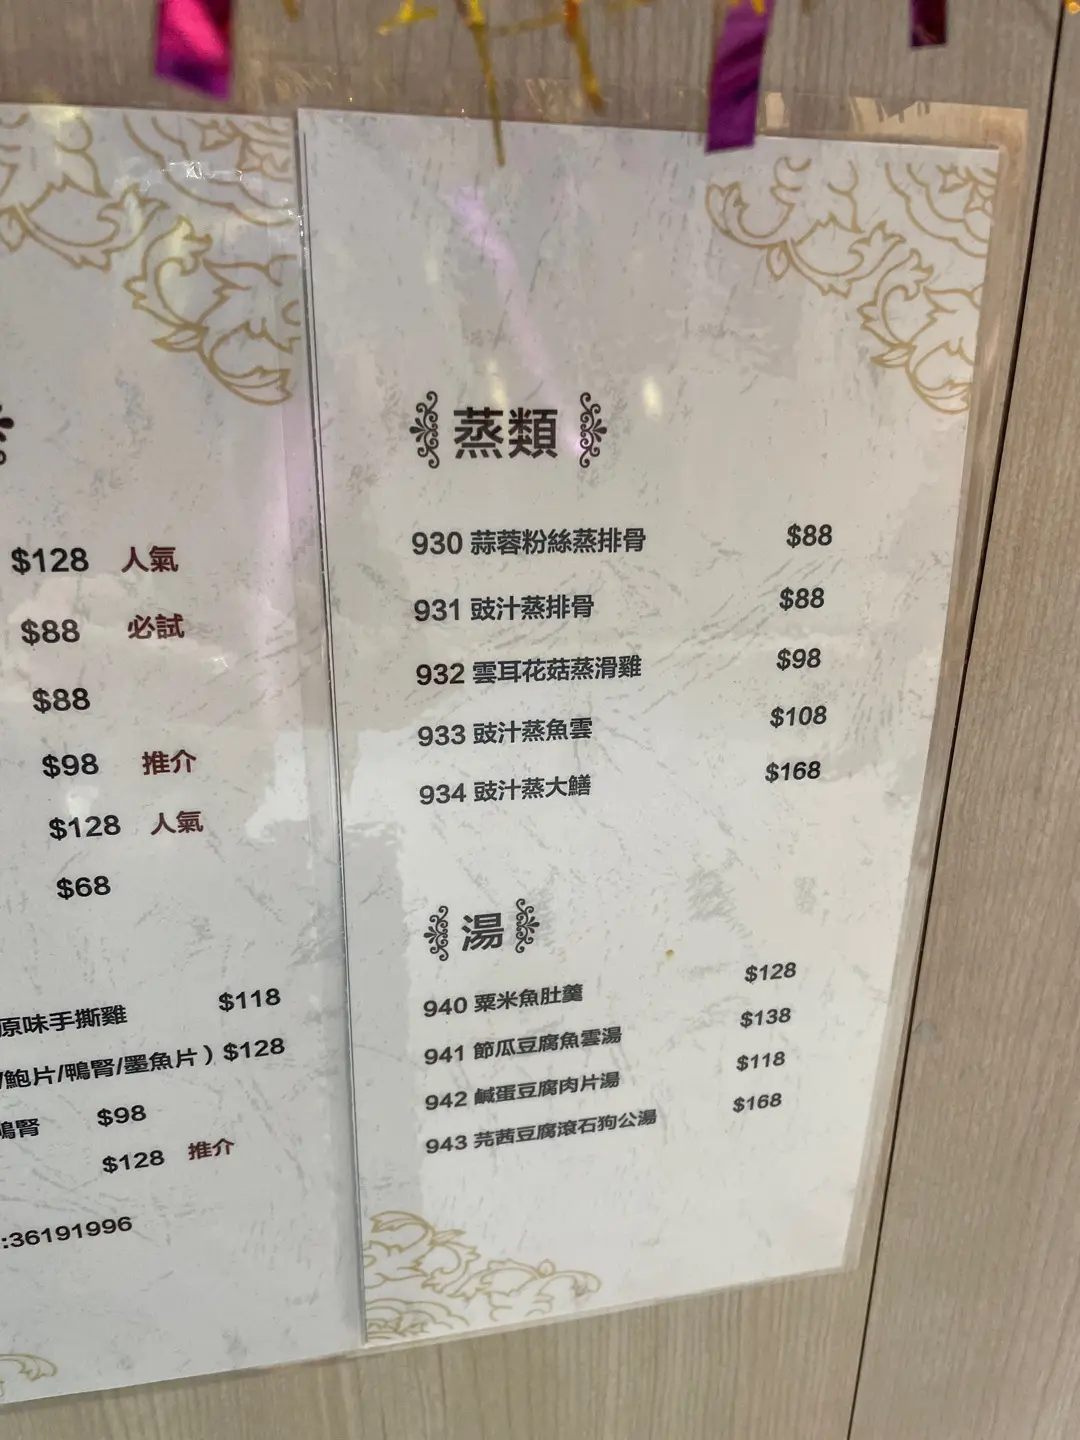 $128 人氣
$88 必試
$88
$98 推介
$128 人氣
$68
原味手撕雞 $118
/鮑片/鴨腎/墨魚片) $128
鴨腎 $98
$128 推介
:36191996
蒸類
930 蒜蓉粉絲蒸排骨 $88
931 豉汁蒸排骨 $88
932 雲耳花菇蒸滑雞 $98
933 豉汁蒸魚雲 $108
934 豉汁蒸大鱔 $168
湯
940 粟米魚肚羹 $128
941 節瓜豆腐魚雲湯 $138
942 鹹蛋豆腐肉片湯 $118
943 芫茜豆腐滾石狗公湯 $168